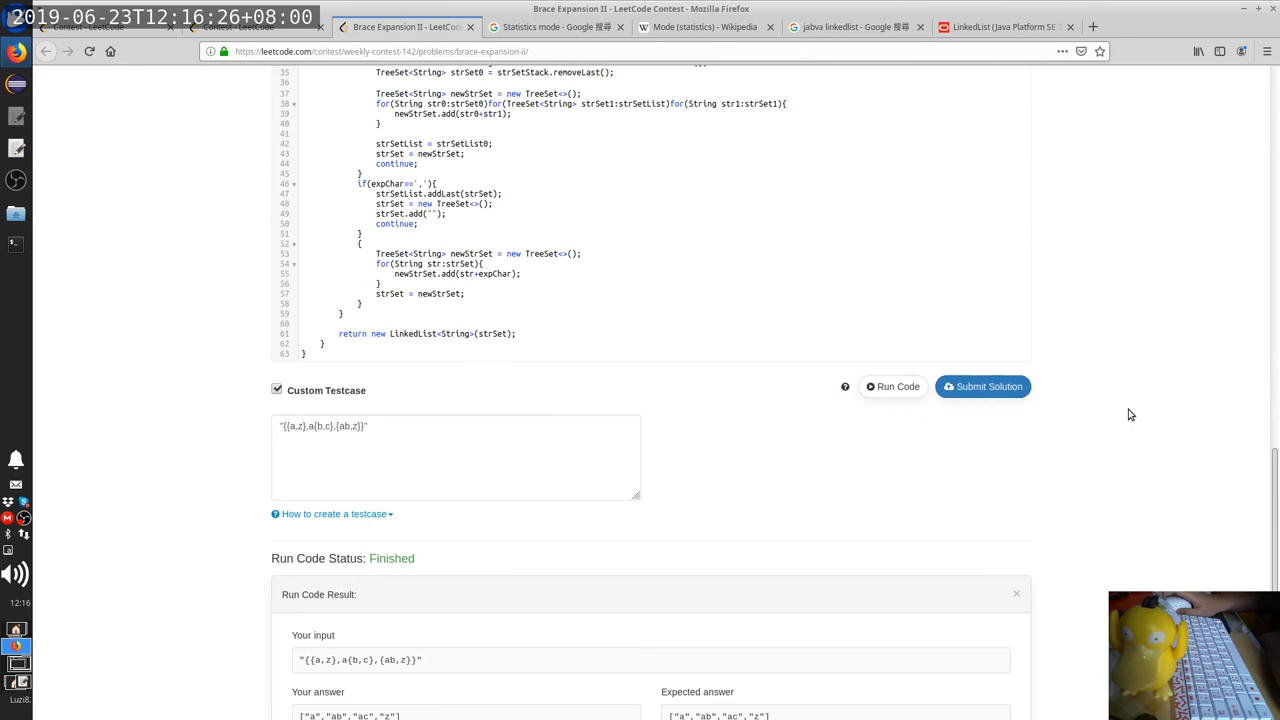 Brace Expansion II - LeetCode Contest - Mozilla Firefox
2019-06-23T12:16:26+08:00
Brace Expansion II - LeetCode Co
Statistics mode - Google 搜尋
Mode (statistics) - Wikipedia
jabva linkedlist - Google 搜尋
LinkedList (Java Platform SE 7
https://leetcode.com/contest/weekly-contest-142/problems/brace-expansion-ii/
35 TreeSet<String> strSet0 = strSetStack.removeLast();
36
37 TreeSet<String> newStrSet = new TreeSet<>();
38 for(String str0:strSet0)for(TreeSet<String> strSet1:strSetList)for(String str1:strSet1){
39 newStrSet.add(str0+str1);
40 }
41
42 strSetList = strSetList0;
43 strSet = newStrSet;
44 continue;
45 }
46 if(expChar==','){
47 strSetList.addLast(strSet);
48 strSet = new TreeSet<>();
49 strSet.add("");
50 continue;
51 }
52 {
53 TreeSet<String> newStrSet = new TreeSet<>();
54 for(String str:strSet){
55 newStrSet.add(str+expChar);
56 }
57 strSet = newStrSet;
58 }
59 }
60
61 return new LinkedList<String>(strSet);
62 }
63 }
Custom Testcase
Run Code
Submit Solution
"{{a,z},a{b,c},{ab,z}}"
How to create a testcase
Run Code Status: Finished
Run Code Result:
Your input
"{{a,z},a{b,c},{ab,z}}"
Your answer
Expected answer
["a","ab","ac","z"]
["a","ab","ac","z"]
12:16